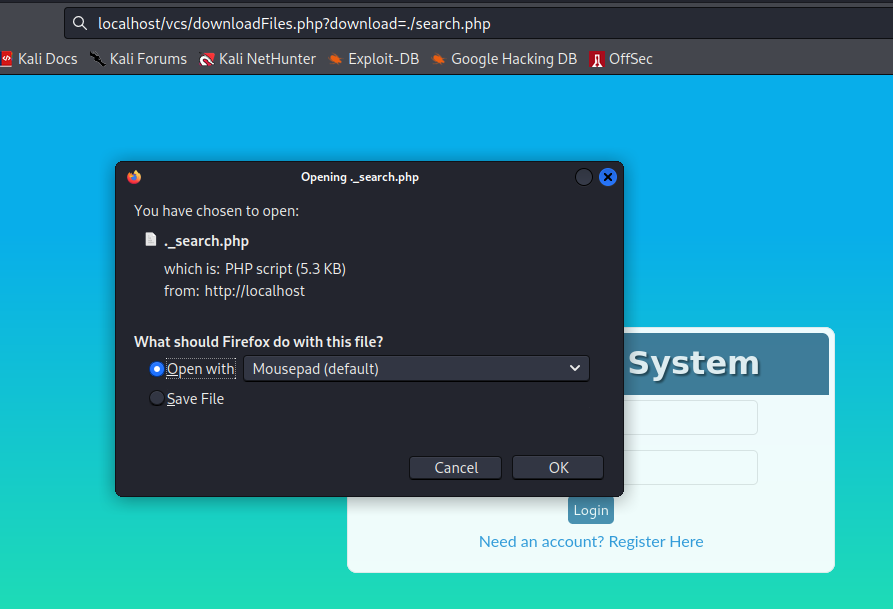 localhost/vcs/downloadFiles.php?download=./search.php
Kali Docs Kali Forums Kali NetHunter Exploit-DB Google Hacking DB OffSec
Opening ._search.php
You have chosen to open:
._search.php
which is: PHP script (5.3 KB)
from: http://localhost
What should Firefox do with this file?
Open with Mousepad (default)
Save File
Cancel OK
System
Login
Need an account? Register Here